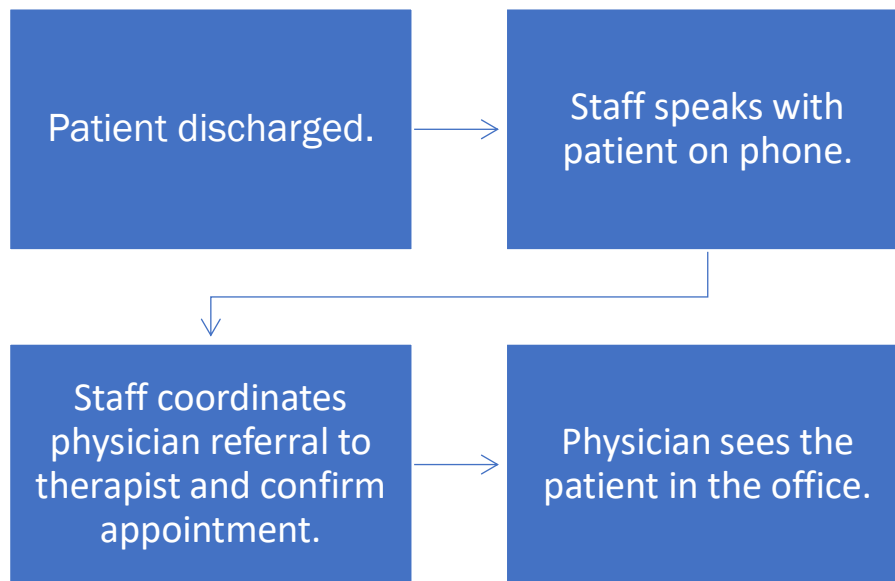 Patient discharged.
Staff speaks with
patient on phone.
Staff coordinates
physician referral to
therapist and confirm
appointment.
Physician sees the
patient in the office.